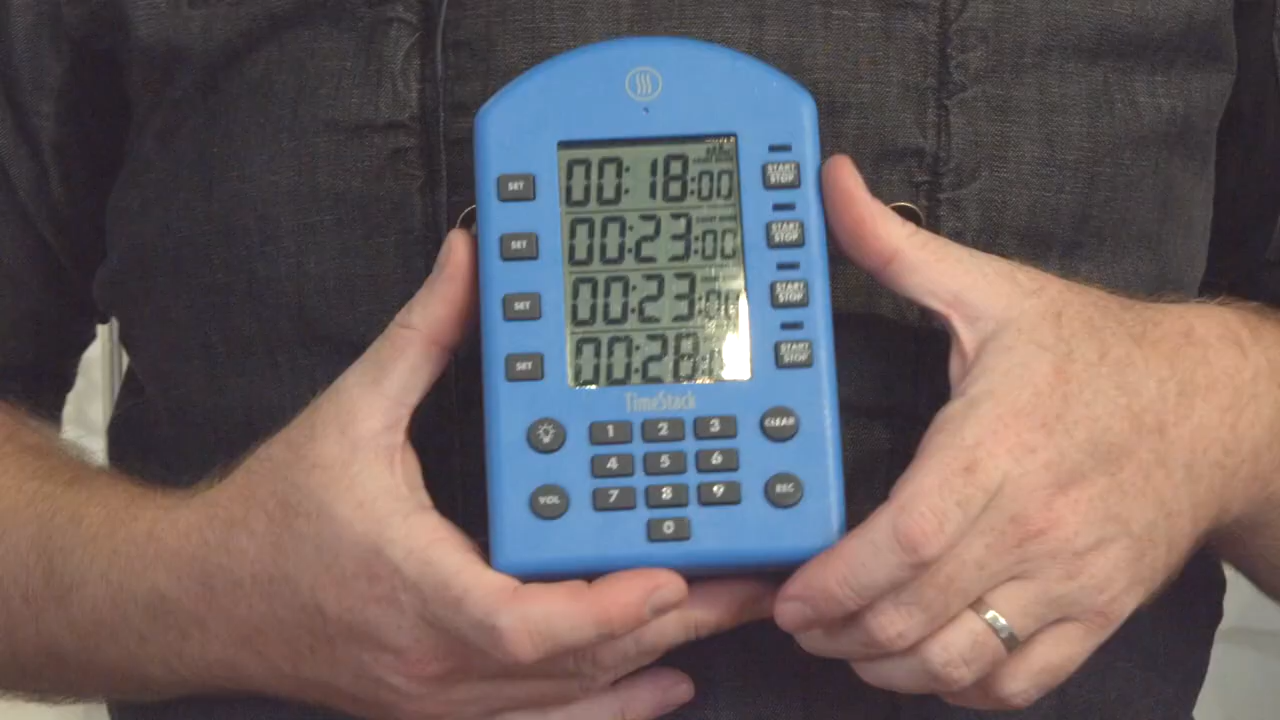 SET 00:18:00 START STOP
SET 00:23:00 START STOP
SET 00:23:00 START STOP
SET 00:28: START STOP
TimeStack
1 2 3 CLEAR
4 5 6
VOL 7 8 9 REC
0